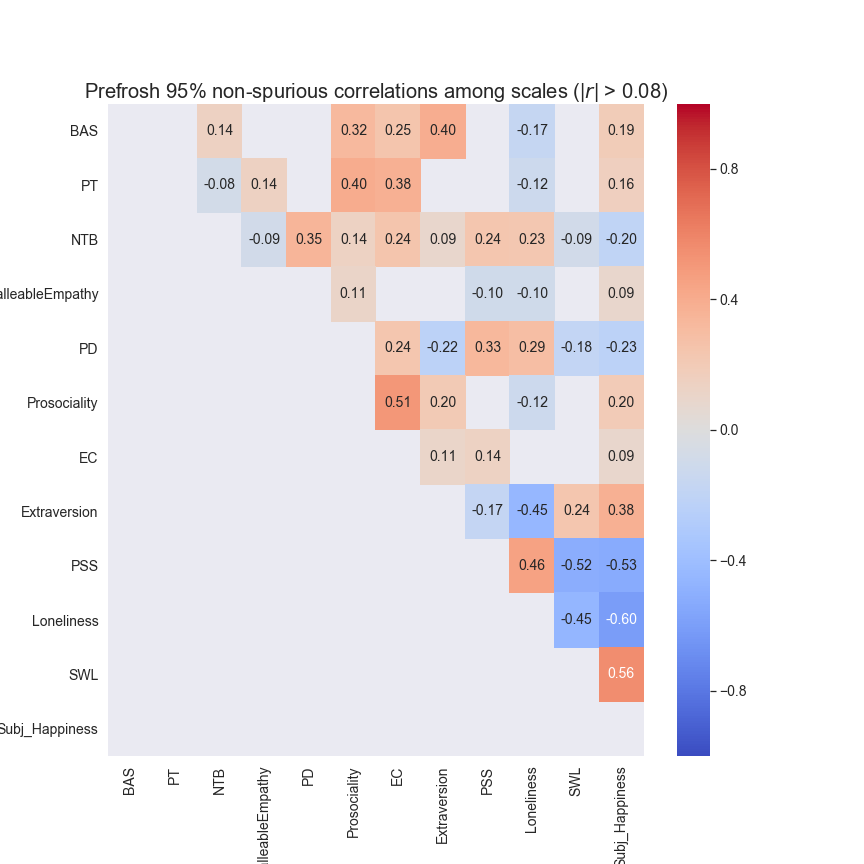 Prefrosh 95% non-spurious correlations among scales (|r| > 0.08)
BAS 0.14 0.32 0.25 0.40 -0.17 0.19
PT -0.08 0.14 0.40 0.38 -0.12 0.16
NTB -0.09 0.35 0.14 0.24 0.09 0.24 0.23 -0.09 -0.20
alleableEmpathy 0.11 -0.10 -0.10 0.09
PD 0.24 -0.22 0.33 0.29 -0.18 -0.23
Prosociality 0.51 0.20 -0.12 0.20
EC 0.11 0.14 0.09
Extraversion -0.17 -0.45 0.24 0.38
PSS 0.46 -0.52 -0.53
Loneliness -0.45 -0.60
SWL 0.56
Subj_Happiness
BAS
PT
NTB
lleableEmpathy
PD
Prosociality
EC
Extraversion
PSS
Loneliness
SWL
Subj_Happiness
0.8
0.4
0.0
−0.4
−0.8